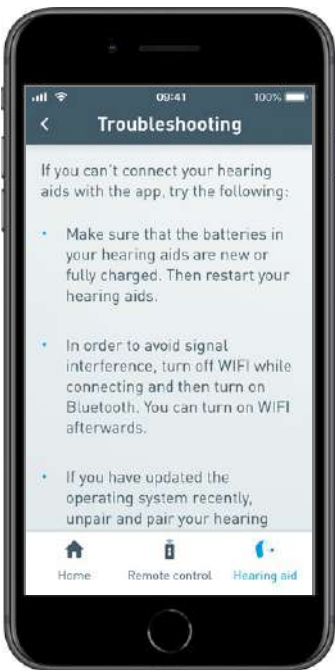 09:41
100%
Troubleshooting
If you can't connect your hearing
aids with the app, try the following:
• Make sure that the batteries in
your hearing aids are new or
fully charged. Then restart your
hearing aids.
• In order to avoid signal
interference, turn off WIFI while
connecting and then turn on
Bluetooth. You can turn on WIFI
afterwards.
• If you have updated the
operating system recently,
unpair and pair your hearing
Home
Remote control
Hearing aid